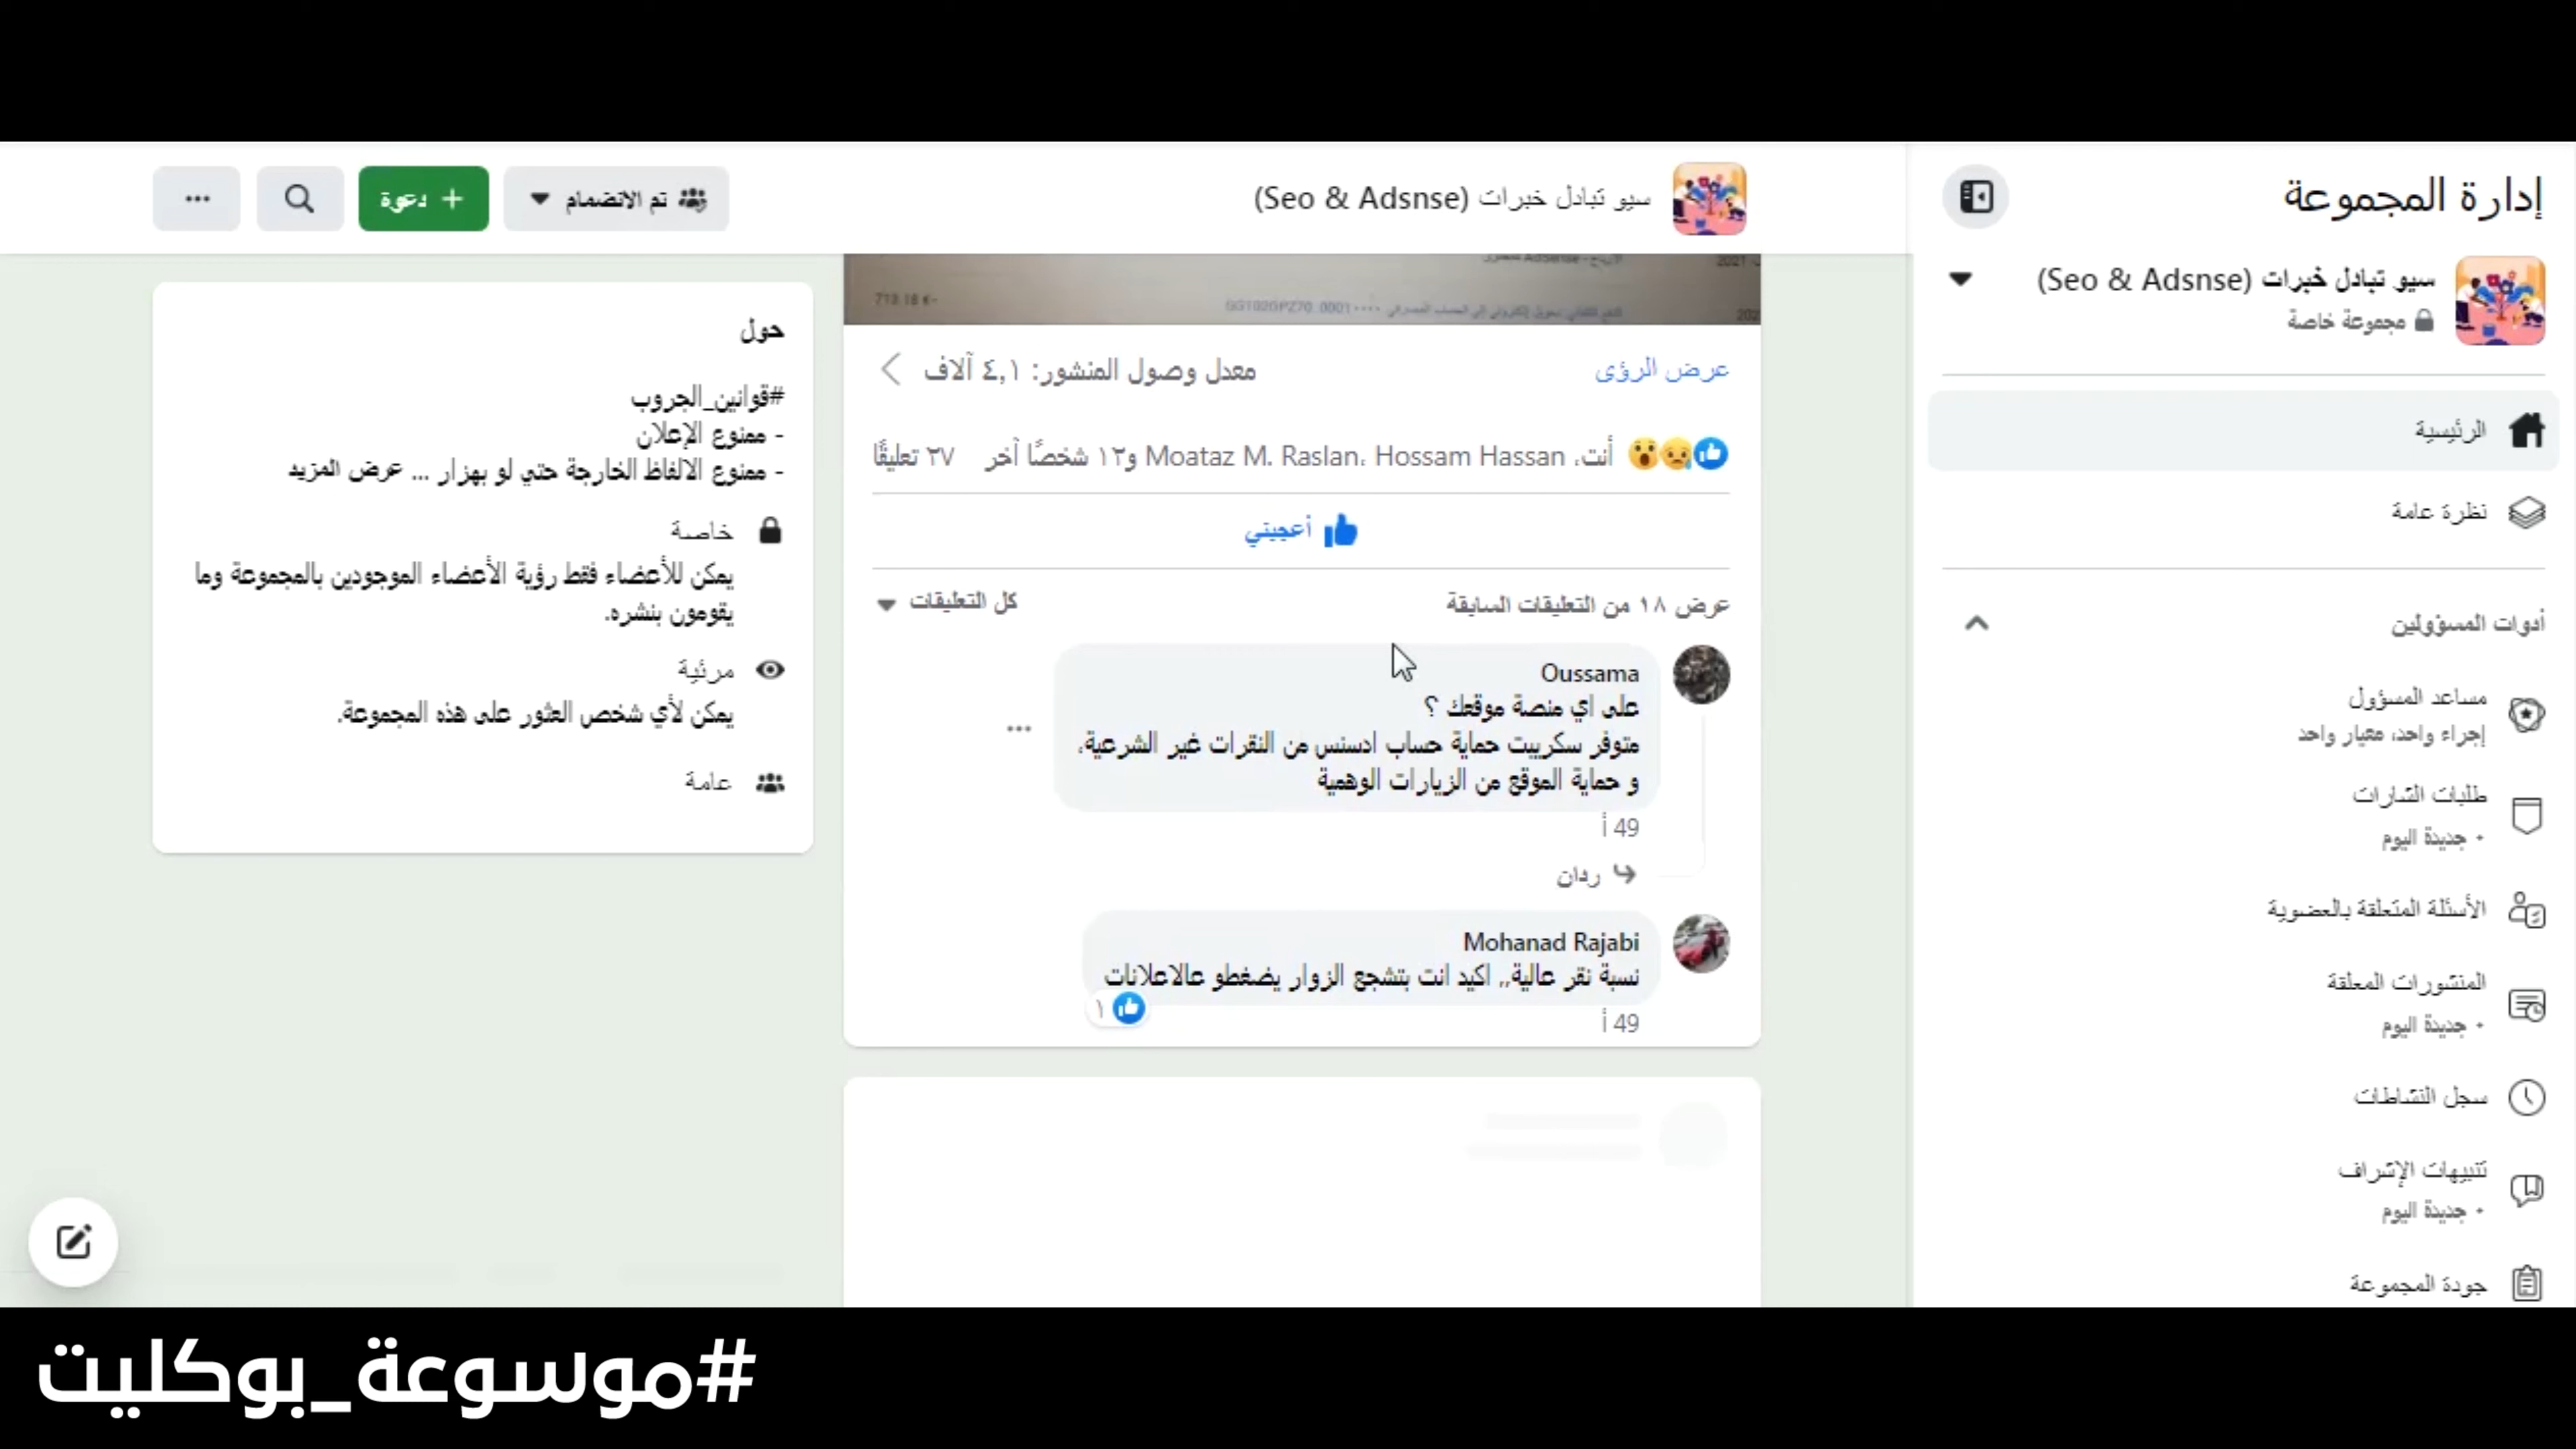 إدارة المجموعة
سيو تبادل خبرات (Seo & Adsnse)
مجموعة خاصة
الرئيسية
نظرة عامة
أدوات المسؤولين
مساعد المسؤول
إجراء واحد، معيار واحد
طلبات الشارات
• جديدة اليوم
الأسئلة المتعلقة بالعضوية
المنشورات المعلقة
• جديدة اليوم
سجل النشاطات
تنبيهات الإشراف
• جديدة اليوم
جودة المجموعة
سيو تبادل خبرات (Seo & Adsnse)
تم الانضمام
+ دعوة
2021
713.18 €-
عرض الرؤى
معدل وصول المنشور: ٤,١ آلاف
أنت، Moataz M. Raslan، Hossam Hassan و١٣ شخصًا آخر
٢٧ تعليقًا
أعجبني
عرض ١٨ من التعليقات السابقة
كل التعليقات
Oussama
على اي منصة موقعك ؟
متوفر سكريبت حماية حساب ادسنس من النقرات غير الشرعية،
و حماية الموقع من الزيارات الوهمية
49 أ
ردان
Mohanad Rajabi
نسبة نقر عالية,, اكيد انت بتشجع الزوار يضغطو عالاعلانات
١
49 أ
حول
#قوانين_الجروب
- ممنوع الإعلان
- ممنوع الالفاظ الخارجة حتي لو بهزار ... عرض المزيد
خاصة
يمكن للأعضاء فقط رؤية الأعضاء الموجودين بالمجموعة وما
يقومون بنشره.
مرئية
يمكن لأي شخص العثور على هذه المجموعة.
عامة
#موسوعة_بوكليت